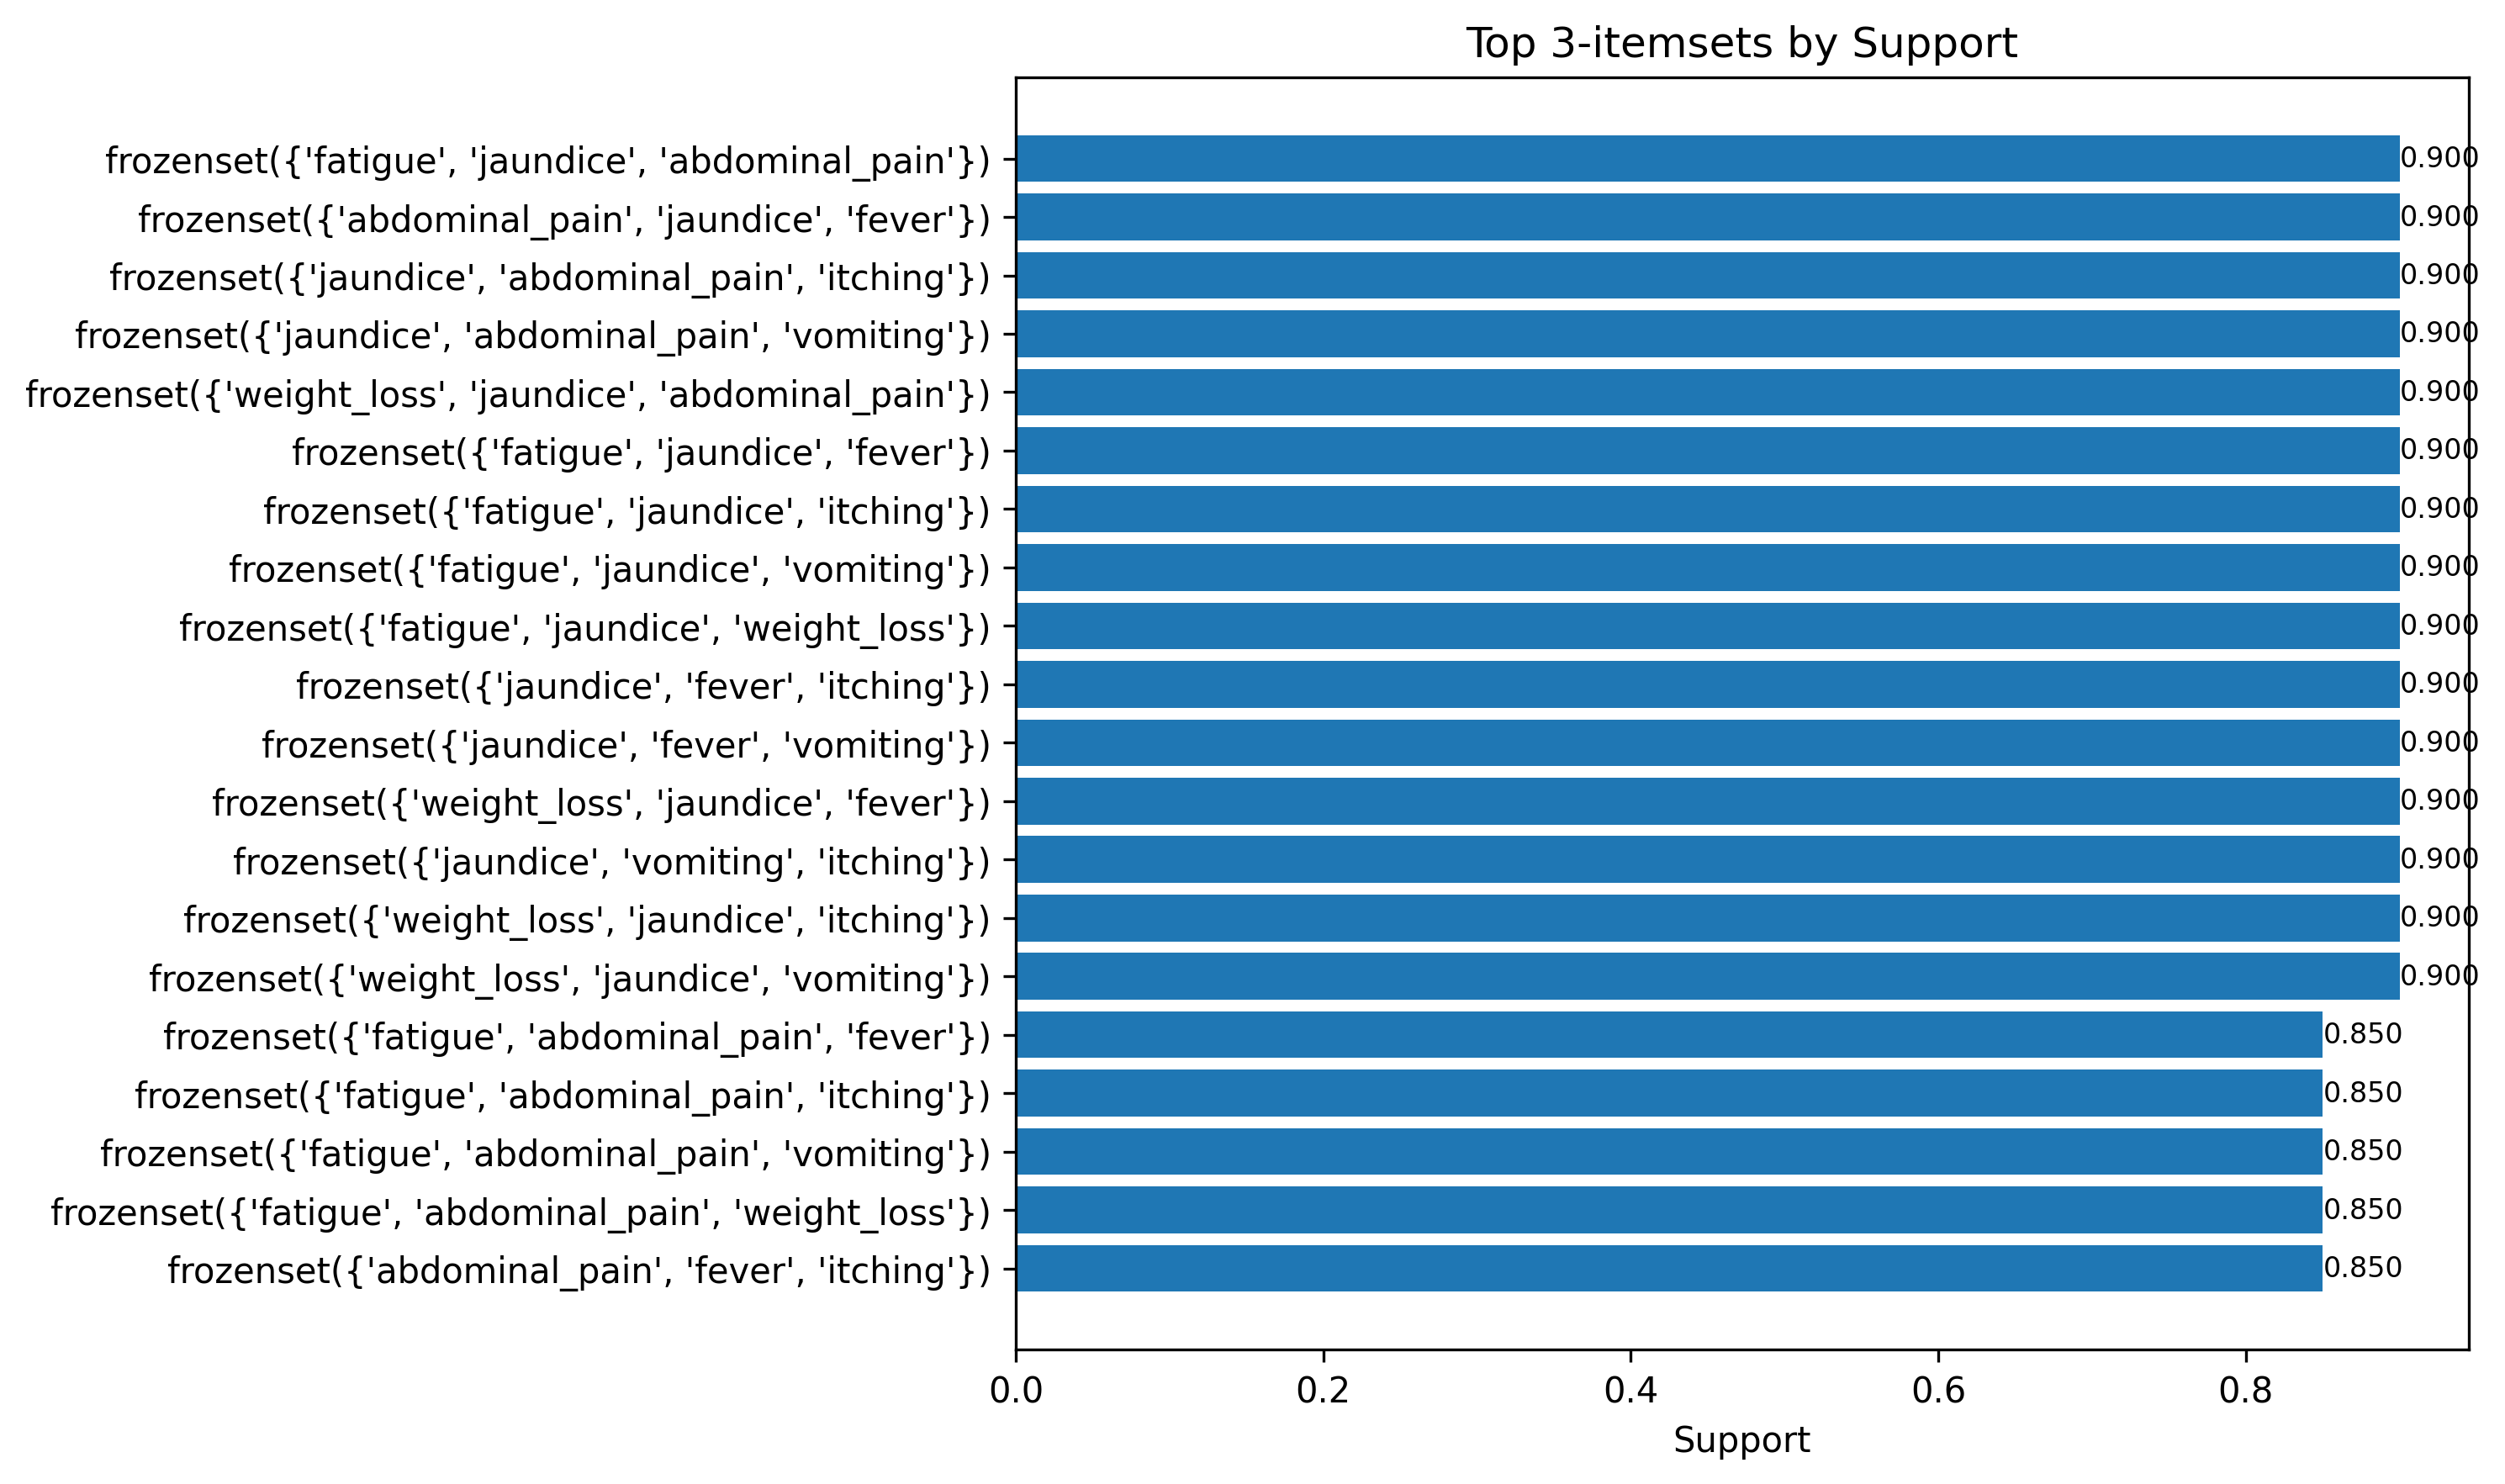 Top 3-itemsets by Support
frozenset({'fatigue', 'jaundice', 'abdominal_pain'})
0.900
frozenset({'abdominal_pain', 'jaundice', 'fever'})
0.900
frozenset({'jaundice', 'abdominal_pain', 'itching'})
0.900
frozenset({'jaundice', 'abdominal_pain', 'vomiting'})
0.900
frozenset({'weight_loss', 'jaundice', 'abdominal_pain'})
0.900
frozenset({'fatigue', 'jaundice', 'fever'})
0.900
frozenset({'fatigue', 'jaundice', 'itching'})
0.900
frozenset({'fatigue', 'jaundice', 'vomiting'})
0.900
frozenset({'fatigue', 'jaundice', 'weight_loss'})
0.900
frozenset({'jaundice', 'fever', 'itching'})
0.900
frozenset({'jaundice', 'fever', 'vomiting'})
0.900
frozenset({'weight_loss', 'jaundice', 'fever'})
0.900
frozenset({'jaundice', 'vomiting', 'itching'})
0.900
frozenset({'weight_loss', 'jaundice', 'itching'})
0.900
frozenset({'weight_loss', 'jaundice', 'vomiting'})
0.900
frozenset({'fatigue', 'abdominal_pain', 'fever'})
0.850
frozenset({'fatigue', 'abdominal_pain', 'itching'})
0.850
frozenset({'fatigue', 'abdominal_pain', 'vomiting'})
0.850
frozenset({'fatigue', 'abdominal_pain', 'weight_loss'})
0.850
frozenset({'abdominal_pain', 'fever', 'itching'})
0.850
0.0 0.2 0.4 0.6 0.8
Support